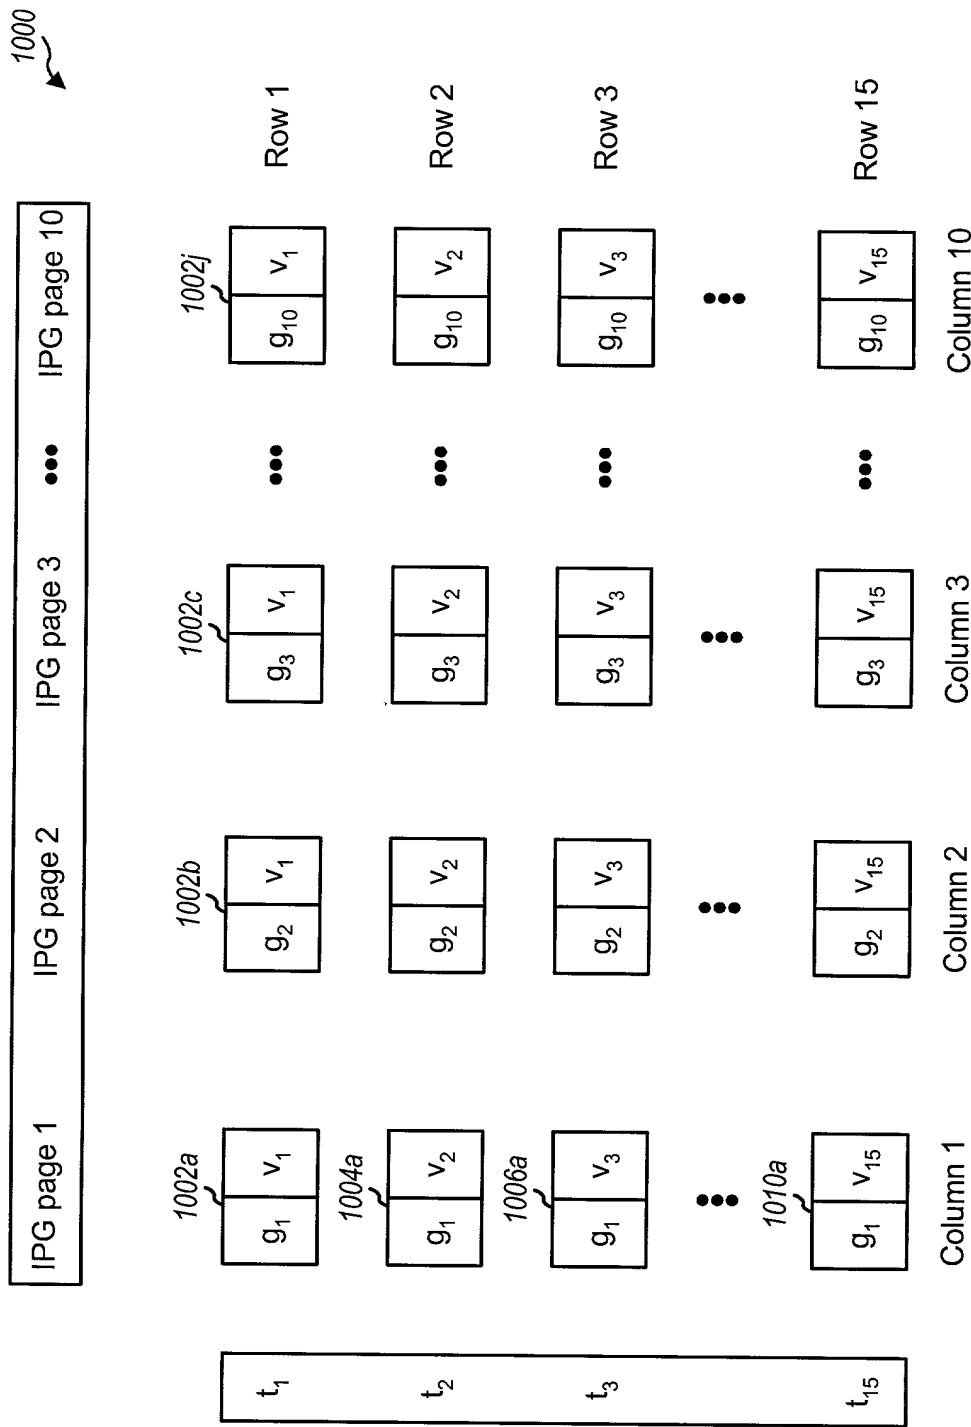 1000
IPG page 1 IPG page 2 IPG page 3 ••• IPG page 10
1002a 1002b 1002c 1002j
t₁ g₁ v₁ g₂ v₁ g₃ v₁ ••• g₁₀ v₁ Row 1
1004a
t₂ g₁ v₂ g₂ v₂ g₃ v₂ ••• g₁₀ v₂ Row 2
1006a
t₃ g₁ v₃ g₂ v₃ g₃ v₃ ••• g₁₀ v₃ Row 3
••• ••• ••• •••
1010a
t₁₅ g₁ v₁₅ g₂ v₁₅ g₃ v₁₅ ••• g₁₀ v₁₅ Row 15
Column 1 Column 2 Column 3 Column 10